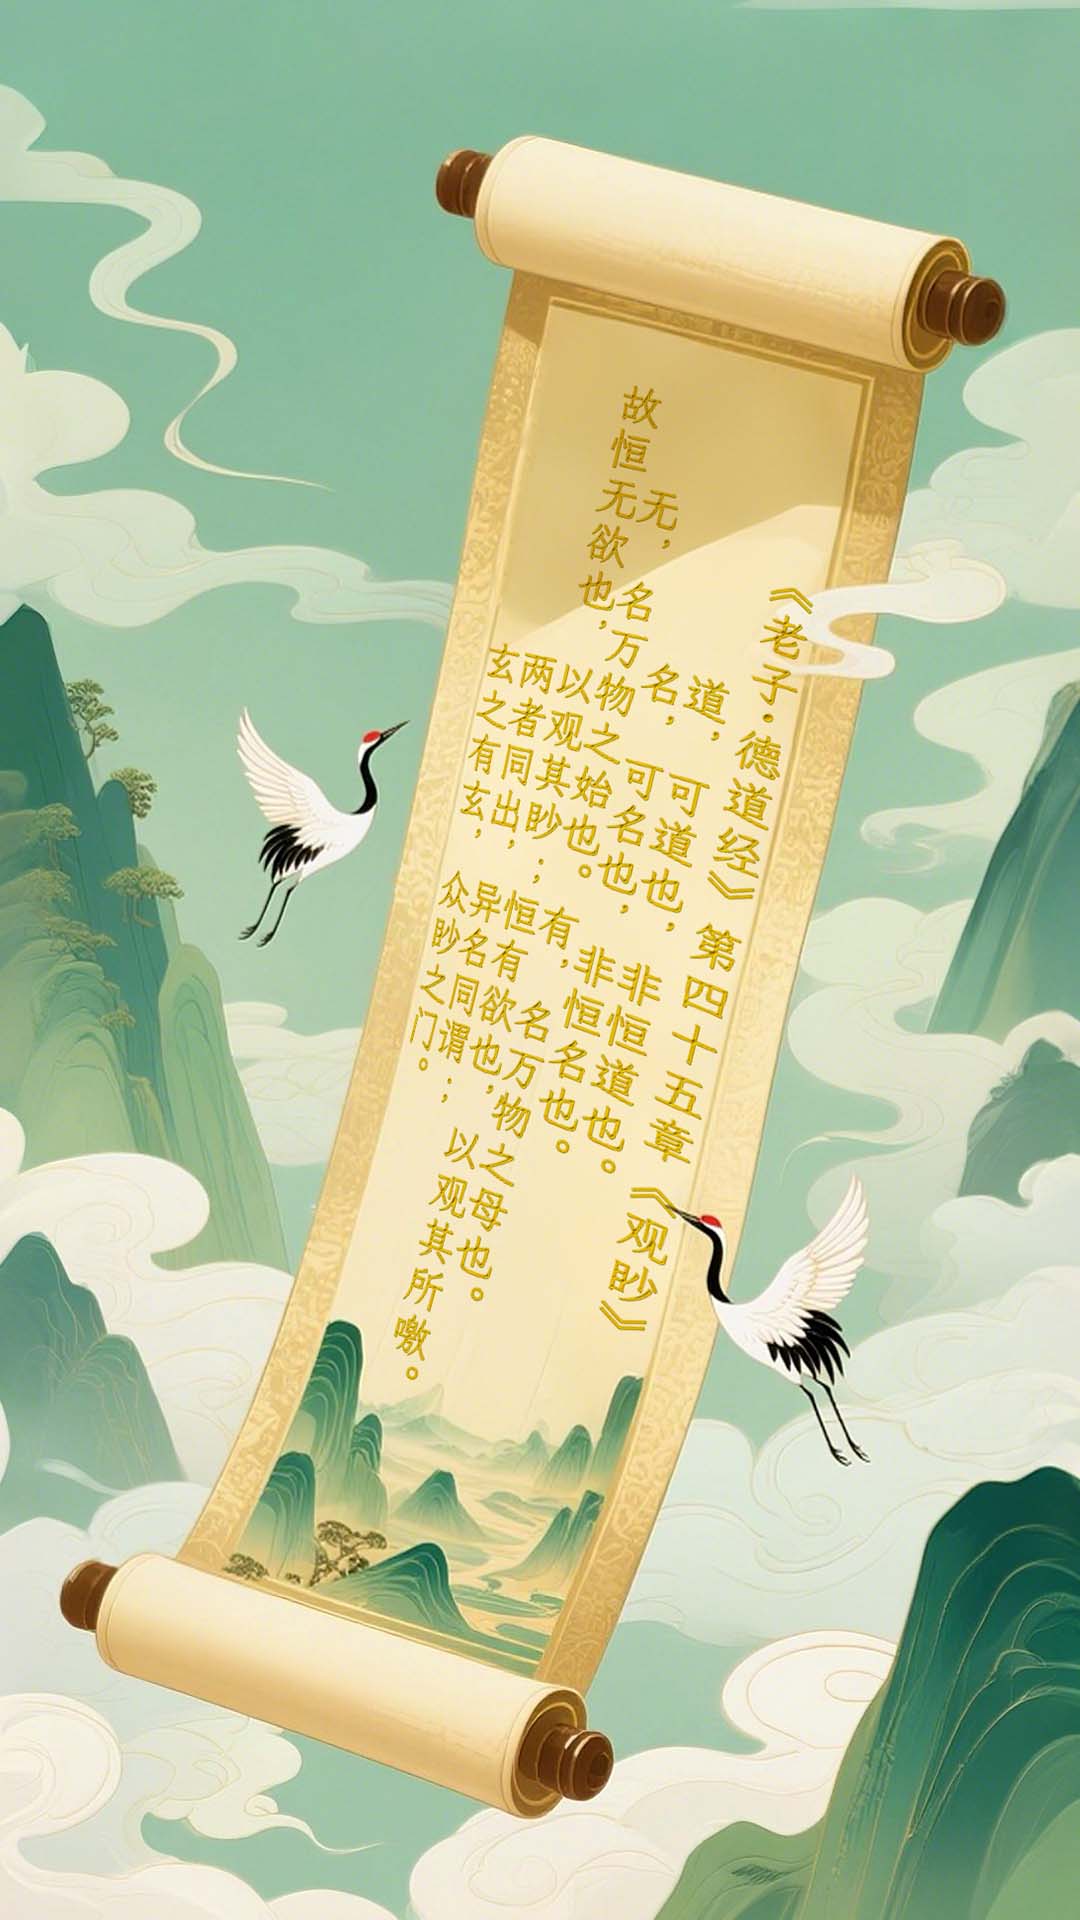 《老子·德道经》第四十五章《观眇》
道，可道也，非恒道也。
名，可名也，非恒名也。
无，名万物之始也。有，名万物之母也。
故恒无欲也，以观其眇；恒有欲也，以观其所噭。
两者同出，异名同谓；
玄之有玄，众眇之门。